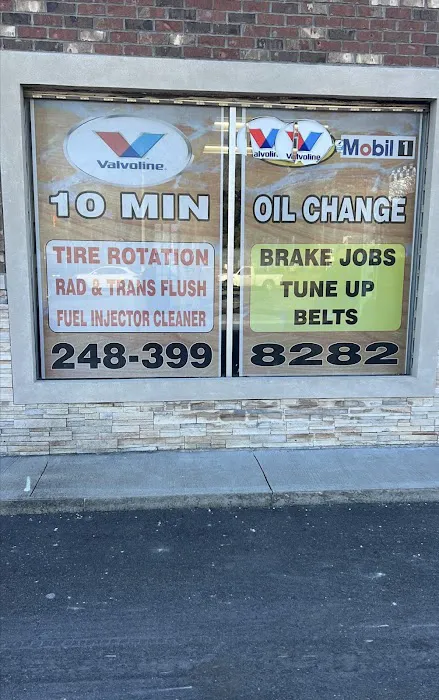 Valvoline
10 MIN
TIRE ROTATION
RAD & TRANS FLUSH
FUEL INJECTOR CLEANER
248-399
alvolin Valvoline
Mobil 1
OIL CHANGE
BRAKE JOBS
TUNE UP
BELTS
8282